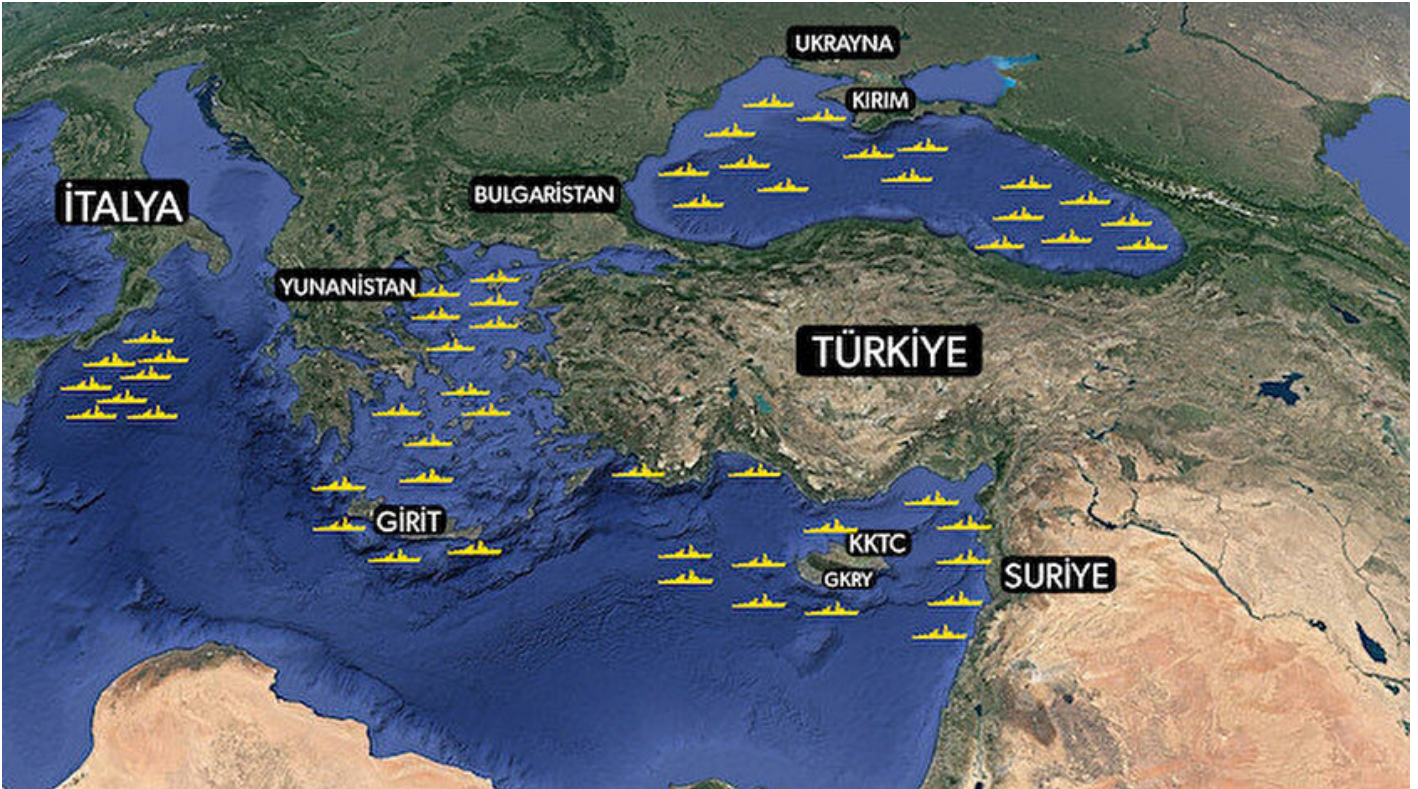 UKRAYNA
KIRIM
BULGARİSTAN
İTALYA
YUNANİSTAN
TÜRKİYE
GİRİT
KKTC
GKRY
SURİYE